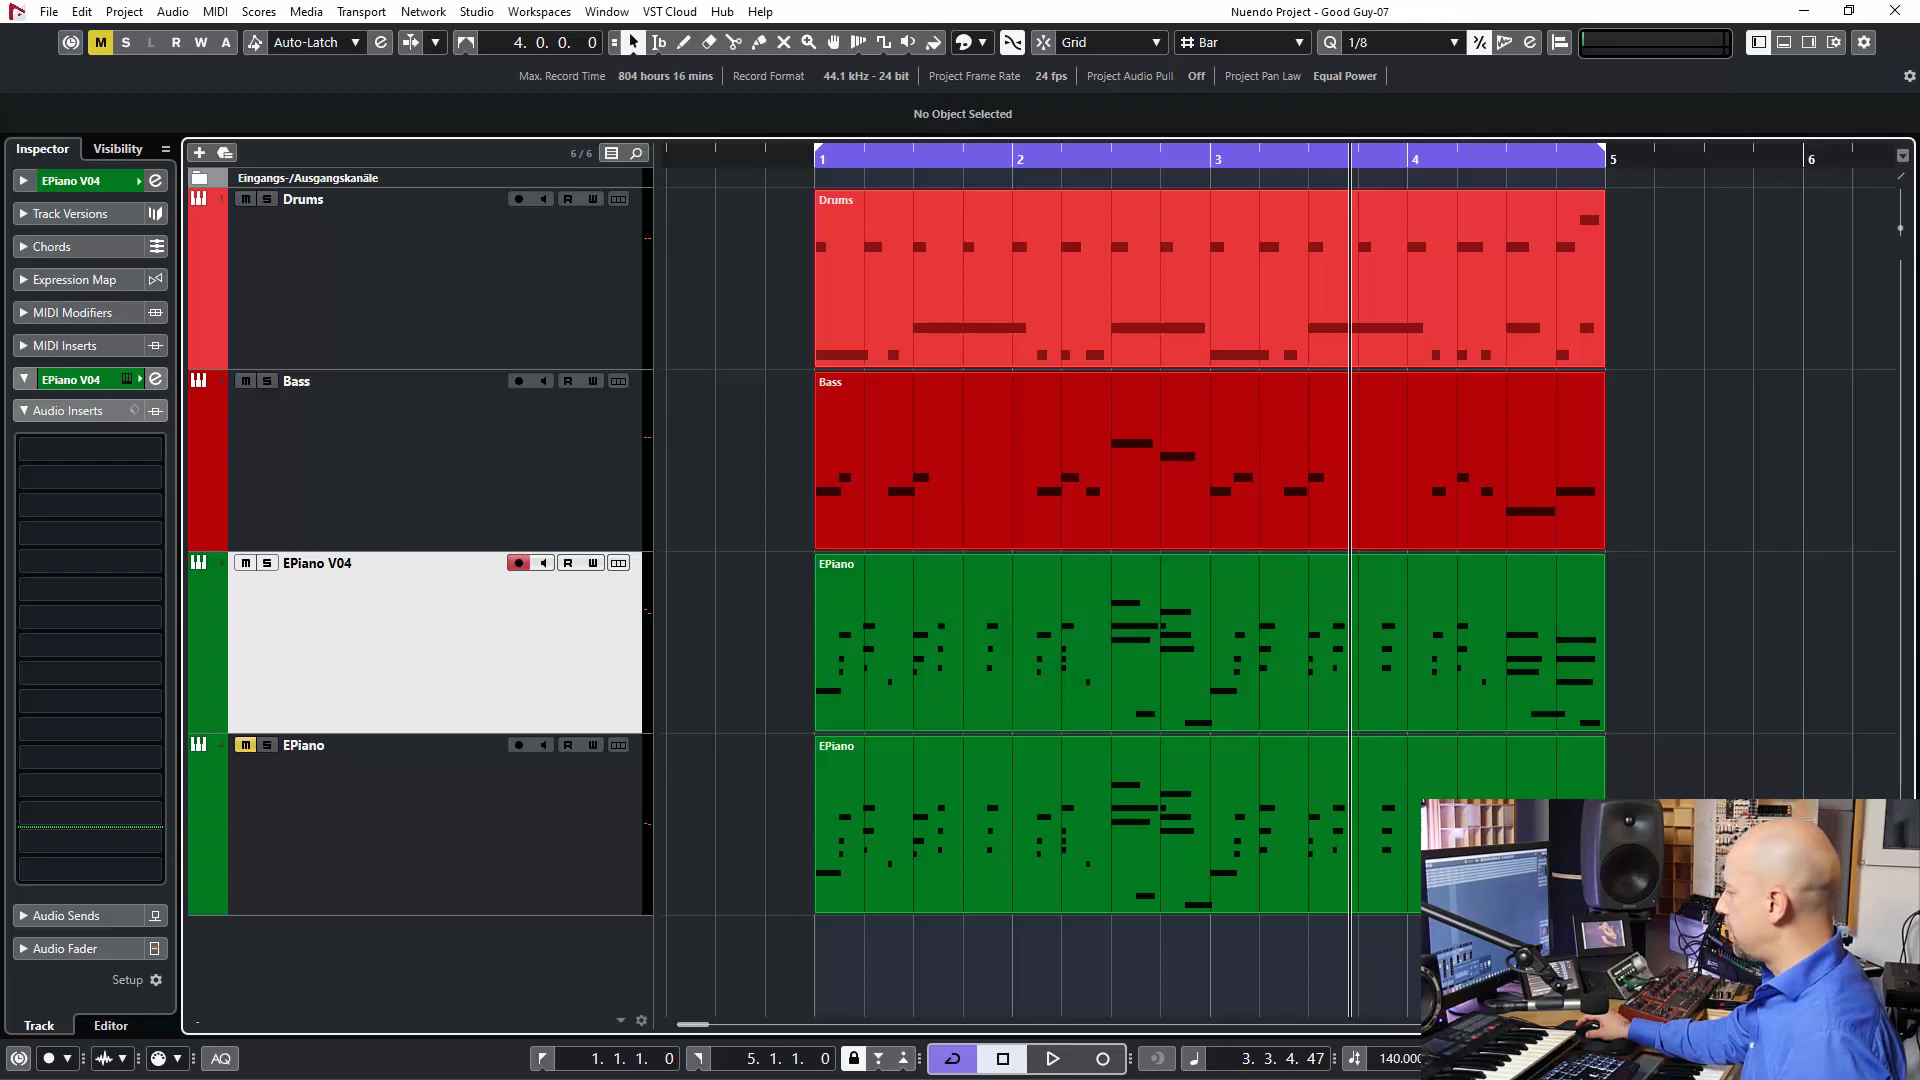 File Edit Project Audio MIDI Scores Media Transport Network Studio Workspaces Window VST Cloud Hub Help Nuendo Project - Good Guy-07
M S L R W A Auto-Latch 4. 0. 0. 0 Grid Bar 1/8
Max. Record Time 804 hours 16 mins Record Format 44.1 kHz - 24 bit Project Frame Rate 24 fps Project Audio Pull Off Project Pan Law Equal Power
No Object Selected
Inspector Visibility
6 / 6
1 2 3 4 5 6
EPiano V04
Eingangs-/Ausgangskanäle
1 M S Drums R W
Drums
Track Versions
Chords
Expression Map
MIDI Modifiers
MIDI Inserts
EPiano V04
M S Bass R W
Bass
Audio Inserts
3 M S EPiano V04 R W
EPiano
4 M S EPiano R W
EPiano
Audio Sends
Audio Fader
Setup
Track Editor
AQ 1. 1. 1. 0 5. 1. 1. 0 3. 3. 4. 47 140.000